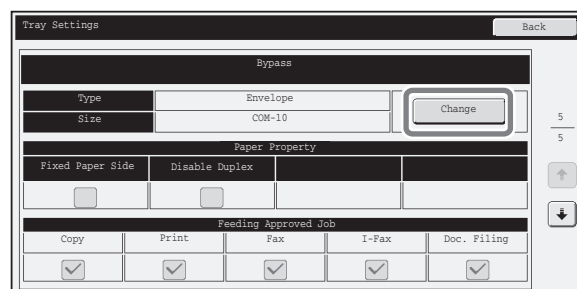 Tray Settings Back
Bypass
Type Envelope Change
Size COM-10
5
5
Paper Property
Fixed Paper Side Disable Duplex
Feeding Approved Job
Copy Print Fax I-Fax Doc. Filing